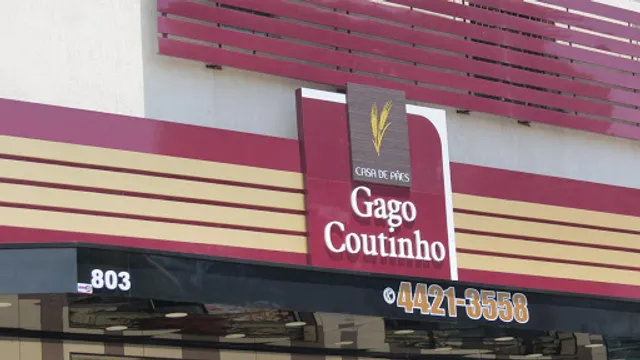 CASA DE PÃES
Gago
Coutinho
803
4421-3558